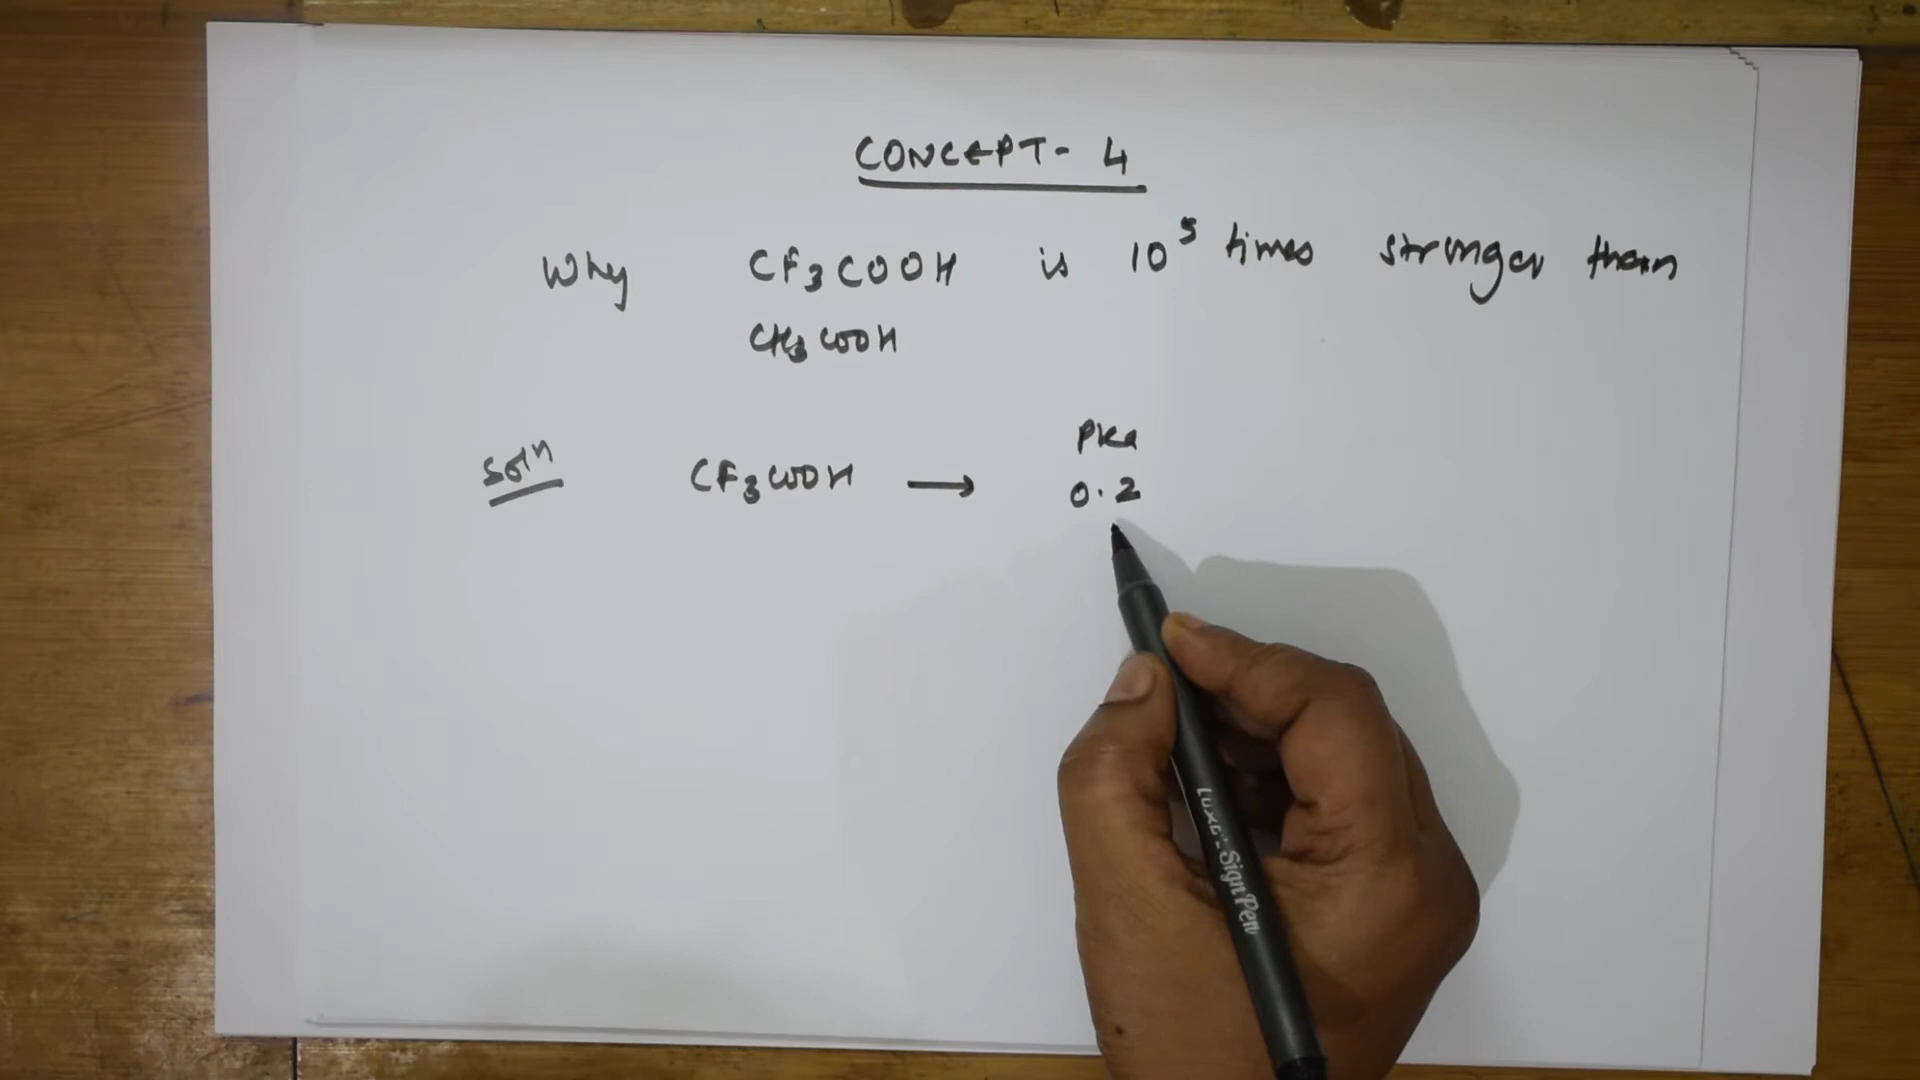 CONCEPT- 4
Why CF3COOH is 10^5 times stronger than
CH3COOH
Soln CF3COOH → 
PKa
0.2
Luxor SignPen